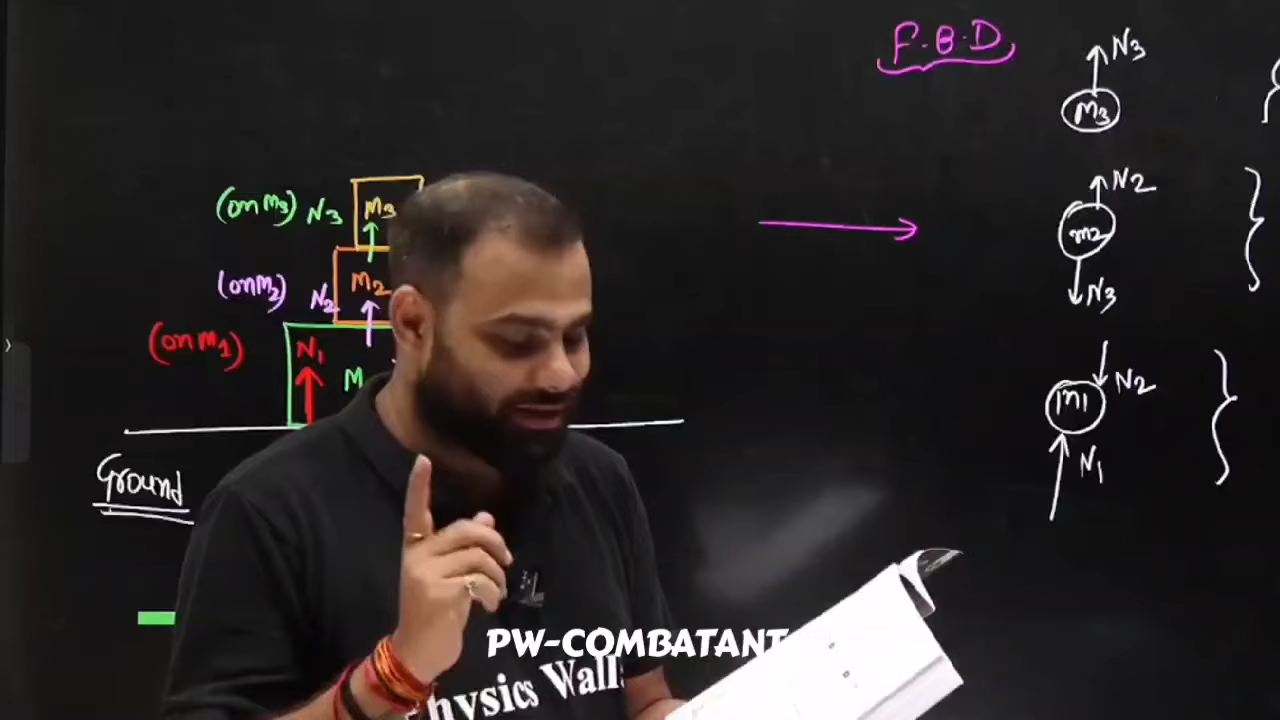 F.B.D
N3
M3
N2
m2
N3
N2
m1
N1
(on M3) N3 M3
(on M2) N2 M2
(on M1) N1 M
Ground
PW-COMBATANT
hysics Wall